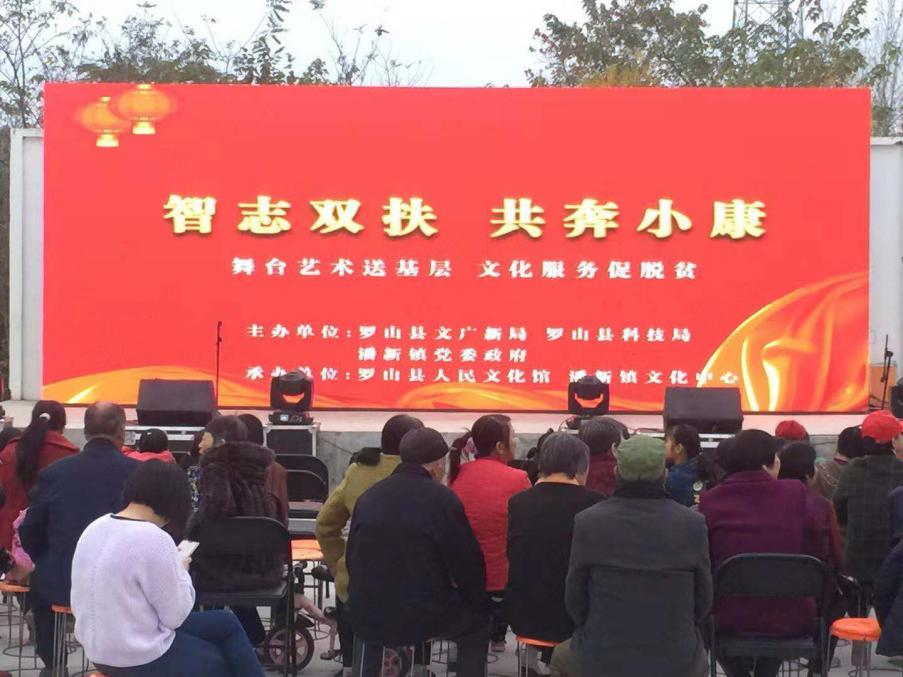 智志双扶 共奔小康
舞台艺术送基层 文化服务促脱贫
主办单位：罗山县文广新局 罗山县科技局
潘新镇党委政府
承办单位：罗山县人民文化馆 潘新镇文化中心